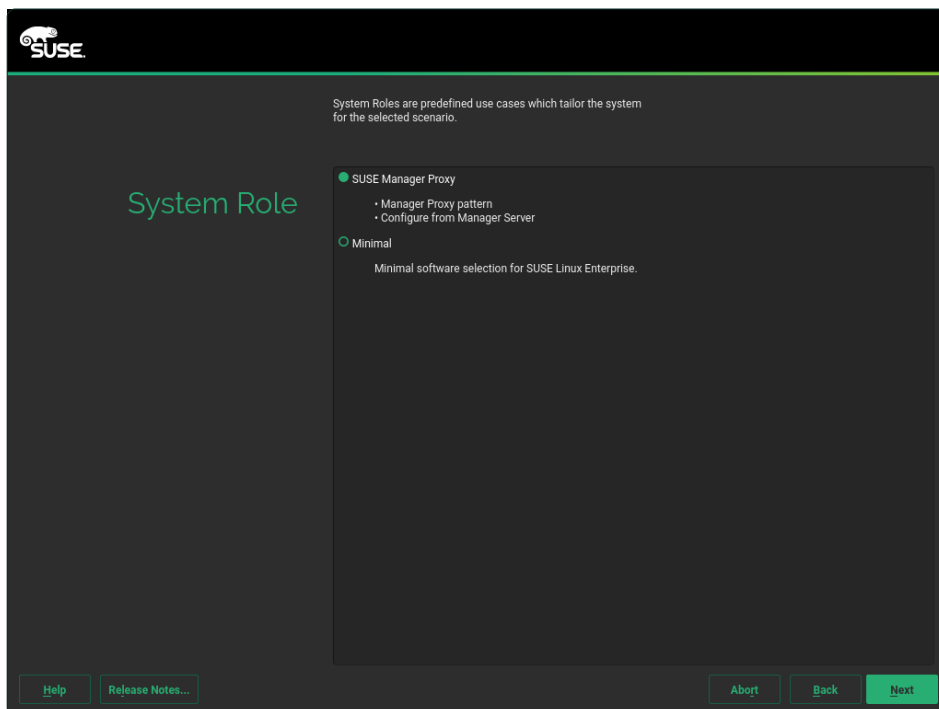 SUSE.
System Roles are predefined use cases which tailor the system
for the selected scenario.
System Role
SUSE Manager Proxy
• Manager Proxy pattern
• Configure from Manager Server
Minimal
Minimal software selection for SUSE Linux Enterprise.
Help
Release Notes...
Abort
Back
Next